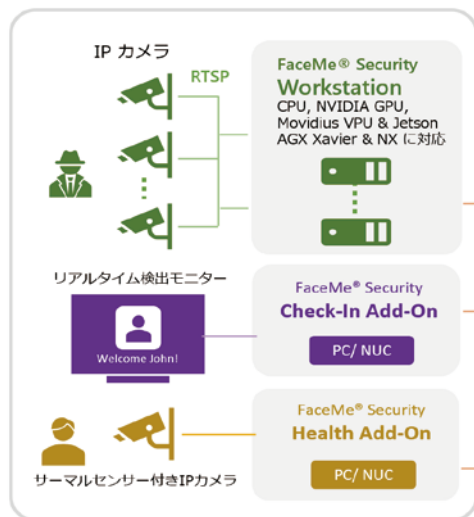 IP カメラ
RTSP
FaceMe® Security
Workstation
CPU, NVIDIA GPU,
Movidius VPU & Jetson
AGX Xavier & NX に対応
リアルタイム検出モニター
Welcome John!
FaceMe® Security
Check-In Add-On
PC/ NUC
サーマルセンサー付きIPカメラ
FaceMe® Security
Health Add-On
PC/ NUC